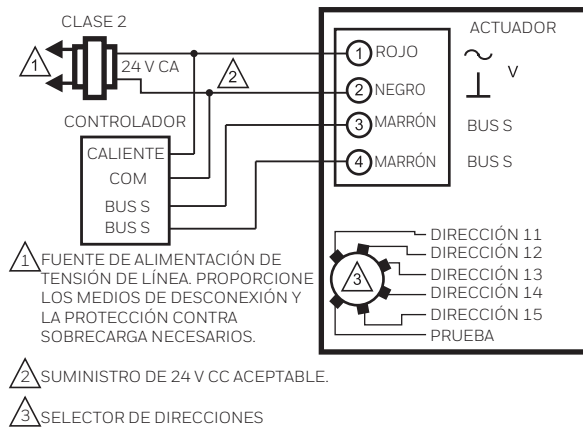 CLASE 2
1
24 V CA
2
CONTROLADOR
CALIENTE
COM
BUS S
BUS S
ACTUADOR
1 ROJO
V
2 NEGRO
3 MARRÓN BUS S
4 MARRÓN BUS S
DIRECCIÓN 11
DIRECCIÓN 12
DIRECCIÓN 13
3
DIRECCIÓN 14
DIRECCIÓN 15
PRUEBA
1 FUENTE DE ALIMENTACIÓN DE
TENSIÓN DE LÍNEA. PROPORCIONE
LOS MEDIOS DE DESCONEXIÓN Y
LA PROTECCIÓN CONTRA
SOBRECARGA NECESARIOS.
2 SUMINISTRO DE 24 V CC ACEPTABLE.
3 SELECTOR DE DIRECCIONES